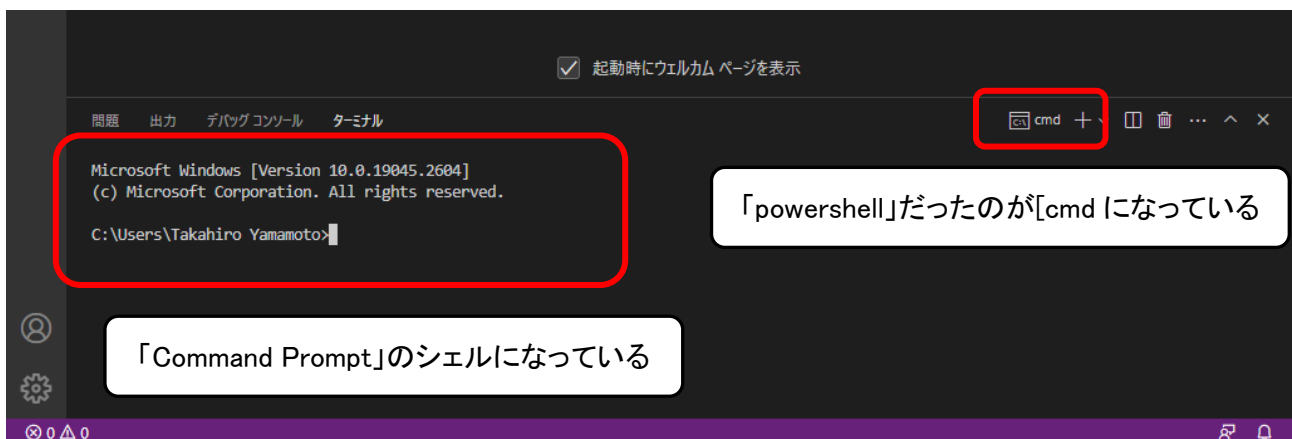 起動時にウェルカム ページを表示
問題 出力 デバッグ コンソール ターミナル cmd
Microsoft Windows [Version 10.0.19045.2604]
(c) Microsoft Corporation. All rights reserved.
「powershell」だったのが[cmd になっている
C:\Users\Takahiro Yamamoto>
「Command Prompt」のシェルになっている
0 0